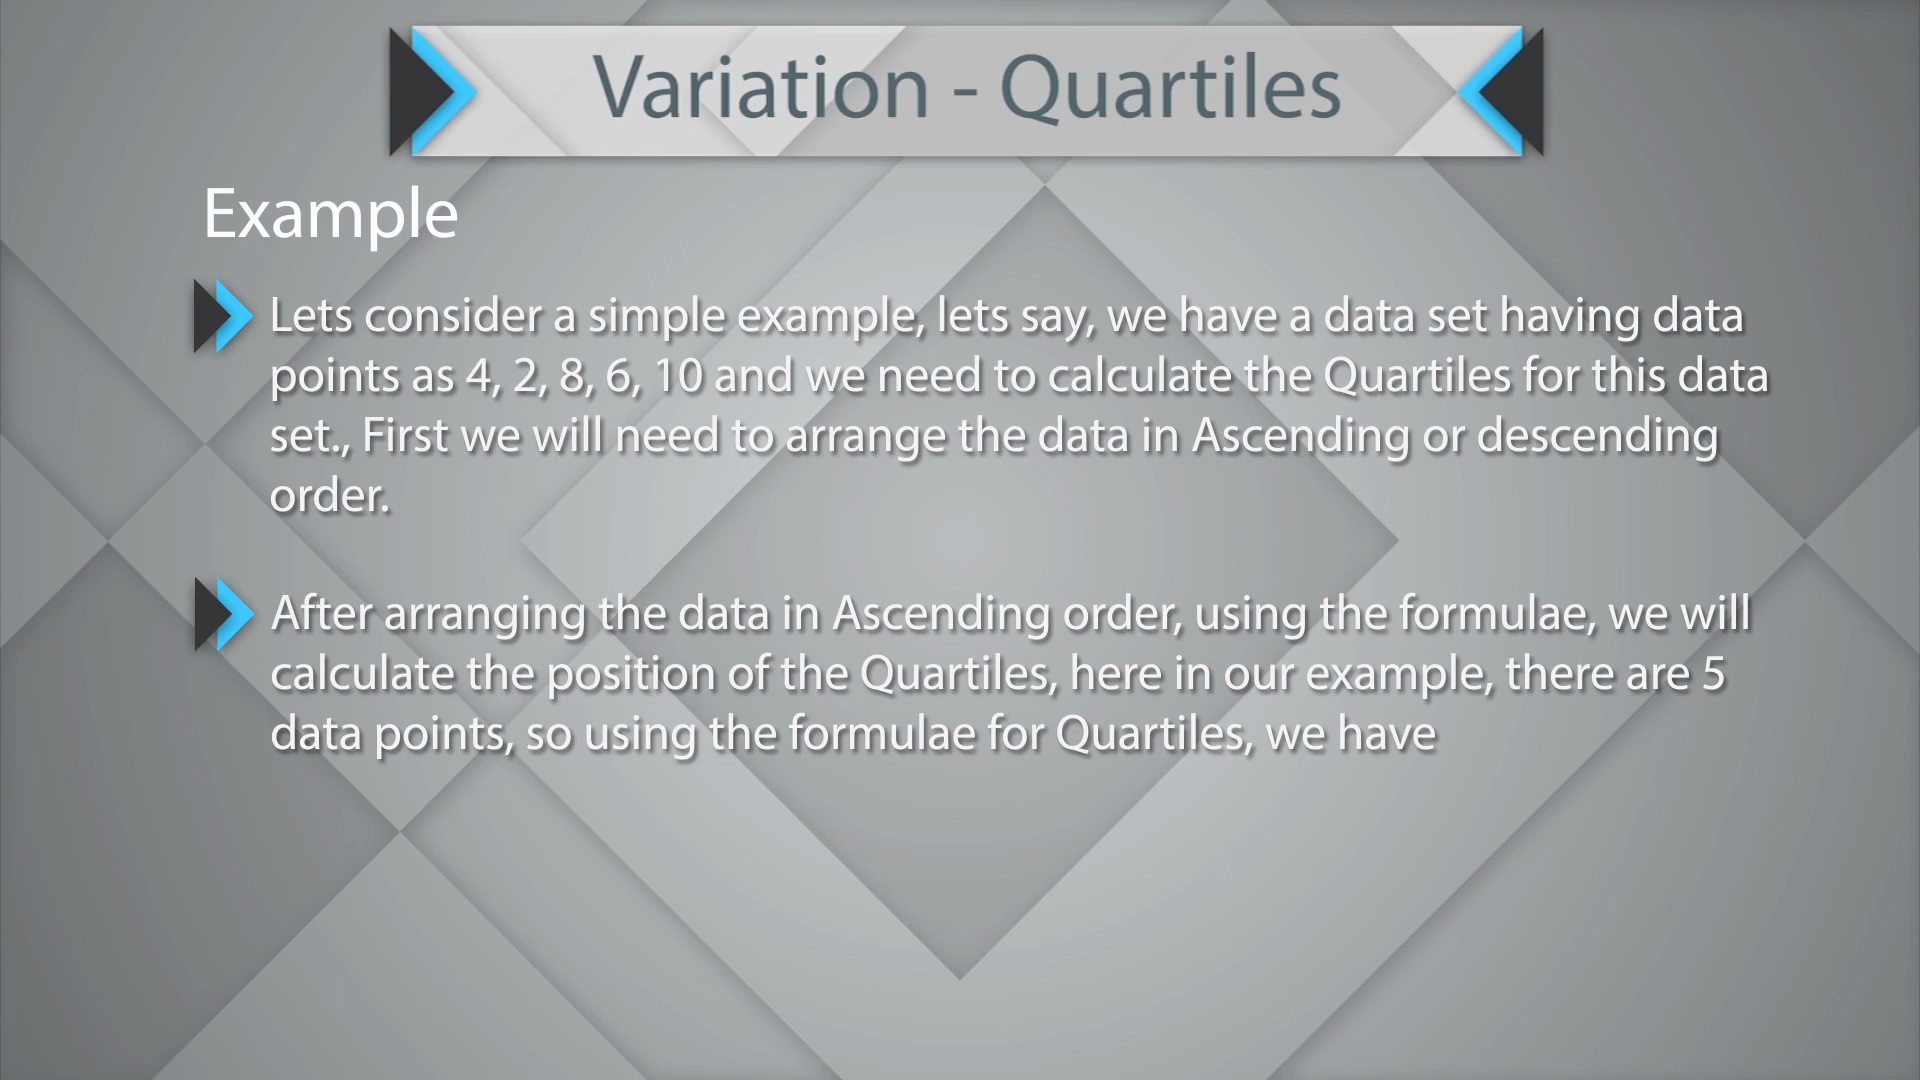 Variation - Quartiles
Example
Lets consider a simple example, lets say, we have a data set having data
points as 4, 2, 8, 6, 10 and we need to calculate the Quartiles for this data
set., First we will need to arrange the data in Ascending or descending
order.
After arranging the data in Ascending order, using the formulae, we will
calculate the position of the Quartiles, here in our example, there are 5
data points, so using the formulae for Quartiles, we have